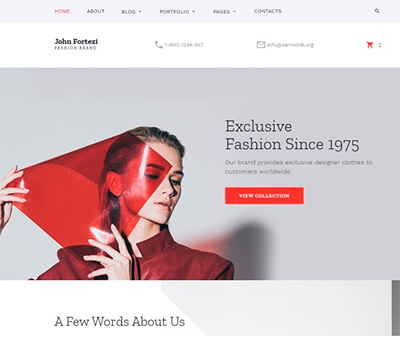 HOME ABOUT BLOG PORTFOLIO PAGES CONTACTS
John Fortezi
FASHION BRAND
1-800-1234-567
info@demolink.org
2
Exclusive
Fashion Since 1975
Our brand provides exclusive designer clothes to
customers worldwide.
VIEW COLLECTION
A Few Words About Us